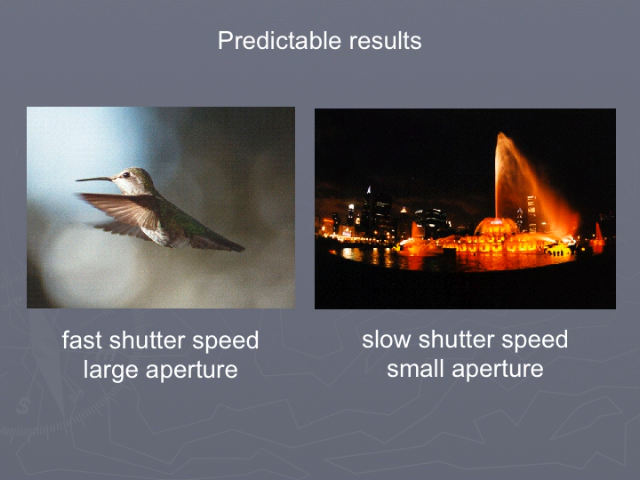 Predictable results
fast shutter speed
large aperture
slow shutter speed
small aperture
S